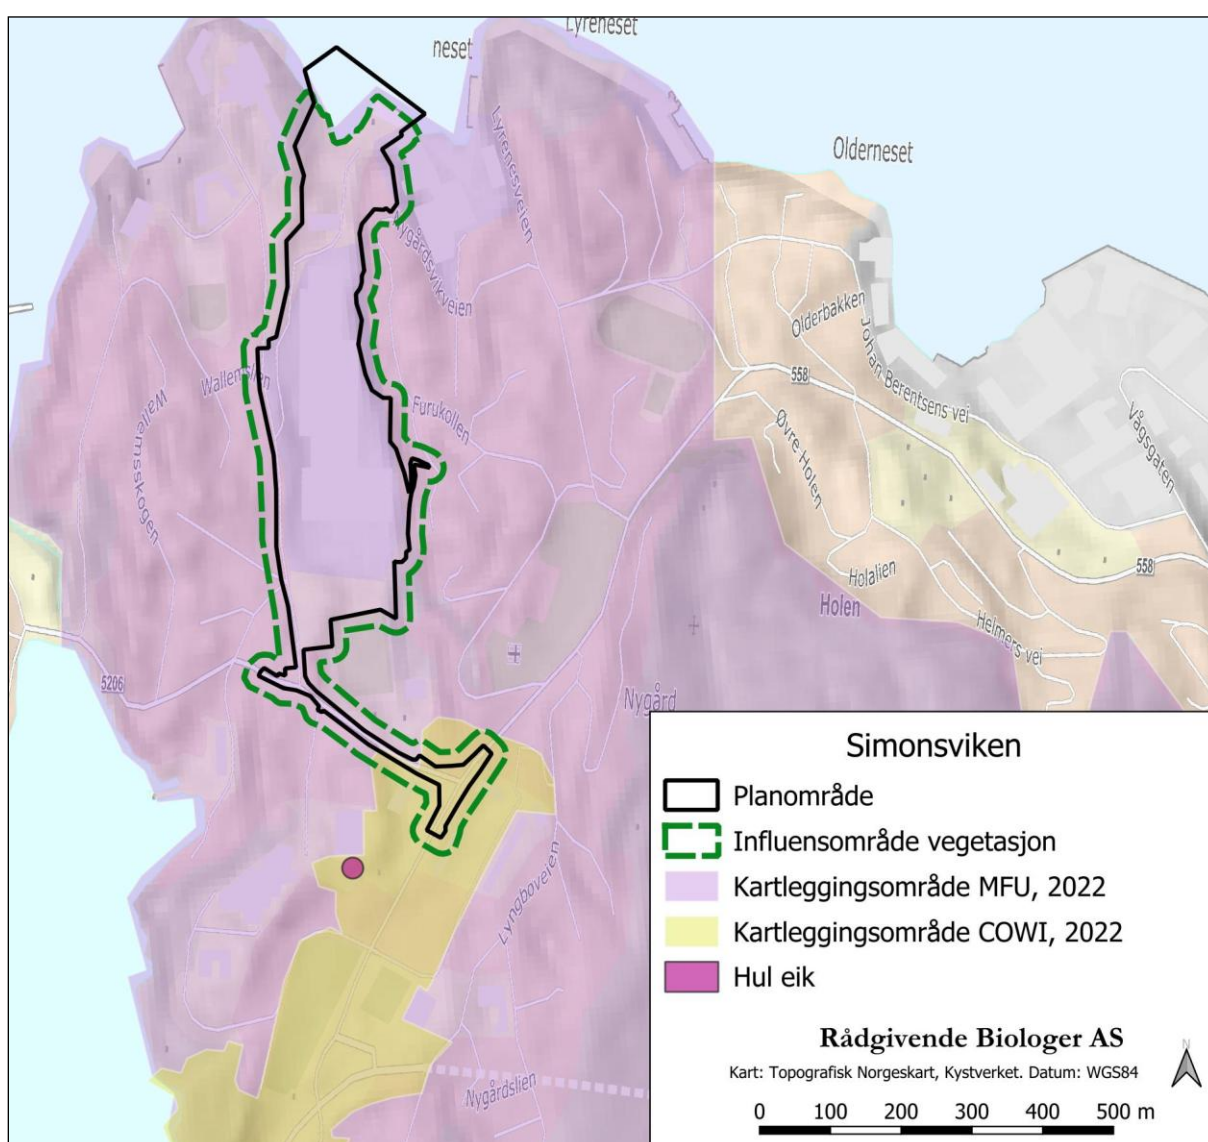 Lyreneset
neset
Olderneset
Lyrenesveien
Nygårdsvikveien
Olderbakken
Johan Berentsens vei
558
Wallemslien
Furukollen
Wallemsskogen
Øvre Holen
Vågsgaten
Holalien
558
Holen
Helmers vei
5206
Nygård
Lyngbøveien
Nygårdslien
Simonsviken
Planområde
Influensområde vegetasjon
Kartleggingsområde MFU, 2022
Kartleggingsområde COWI, 2022
Hul eik
Rådgivende Biologer AS
N
Kart: Topografisk Norgeskart, Kystverket. Datum: WGS84
0 100 200 300 400 500 m